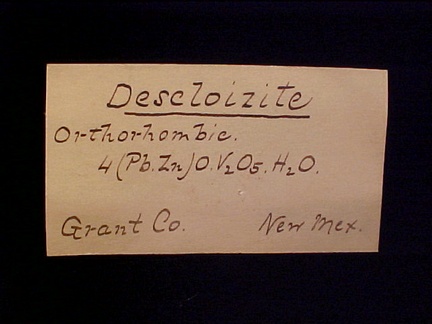 Descloizite
Orthorhombic.
4(Pb.Zn)O.V₂O₅.H₂O.
Grant Co. New Mex.